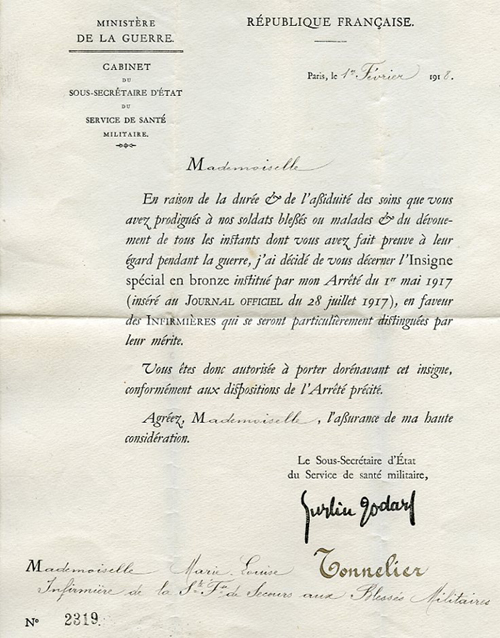 MINISTÈRE
DE LA GUERRE.
CABINET
DU
SOUS-SECRÉTAIRE D'ÉTAT
DU
SERVICE DE SANTÉ
MILITAIRE.
RÉPUBLIQUE FRANÇAISE.
Paris, le 1er Février 1918.
Mademoiselle
En raison de la durée & de l'assiduité des soins que vous
avez prodigués à nos soldats blessés ou malades & du dévoue-
ment de tous les instants dont vous avez fait preuve à leur
égard pendant la guerre, j'ai décidé de vous décerner l'Insigne
spécial en bronze institué par mon Arrêté du 1er mai 1917
(inséré au JOURNAL OFFICIEL du 28 juillet 1917), en faveur
des INFIRMIÈRES qui se seront particulièrement distinguées par
leur mérite.
Vous êtes donc autorisée à porter dorénavant cet insigne,
conformément aux dispositions de l'Arrêté précité.
Agréez, Mademoiselle, l'assurance de ma haute
considération.
Le Sous-Secrétaire d'État
du Service de santé militaire,
Justin Godart
Mademoiselle Marie-Louise Tonnelier
Infirmière de la Sté Fse de Secours aux Blessés Militaires
N° 2319.